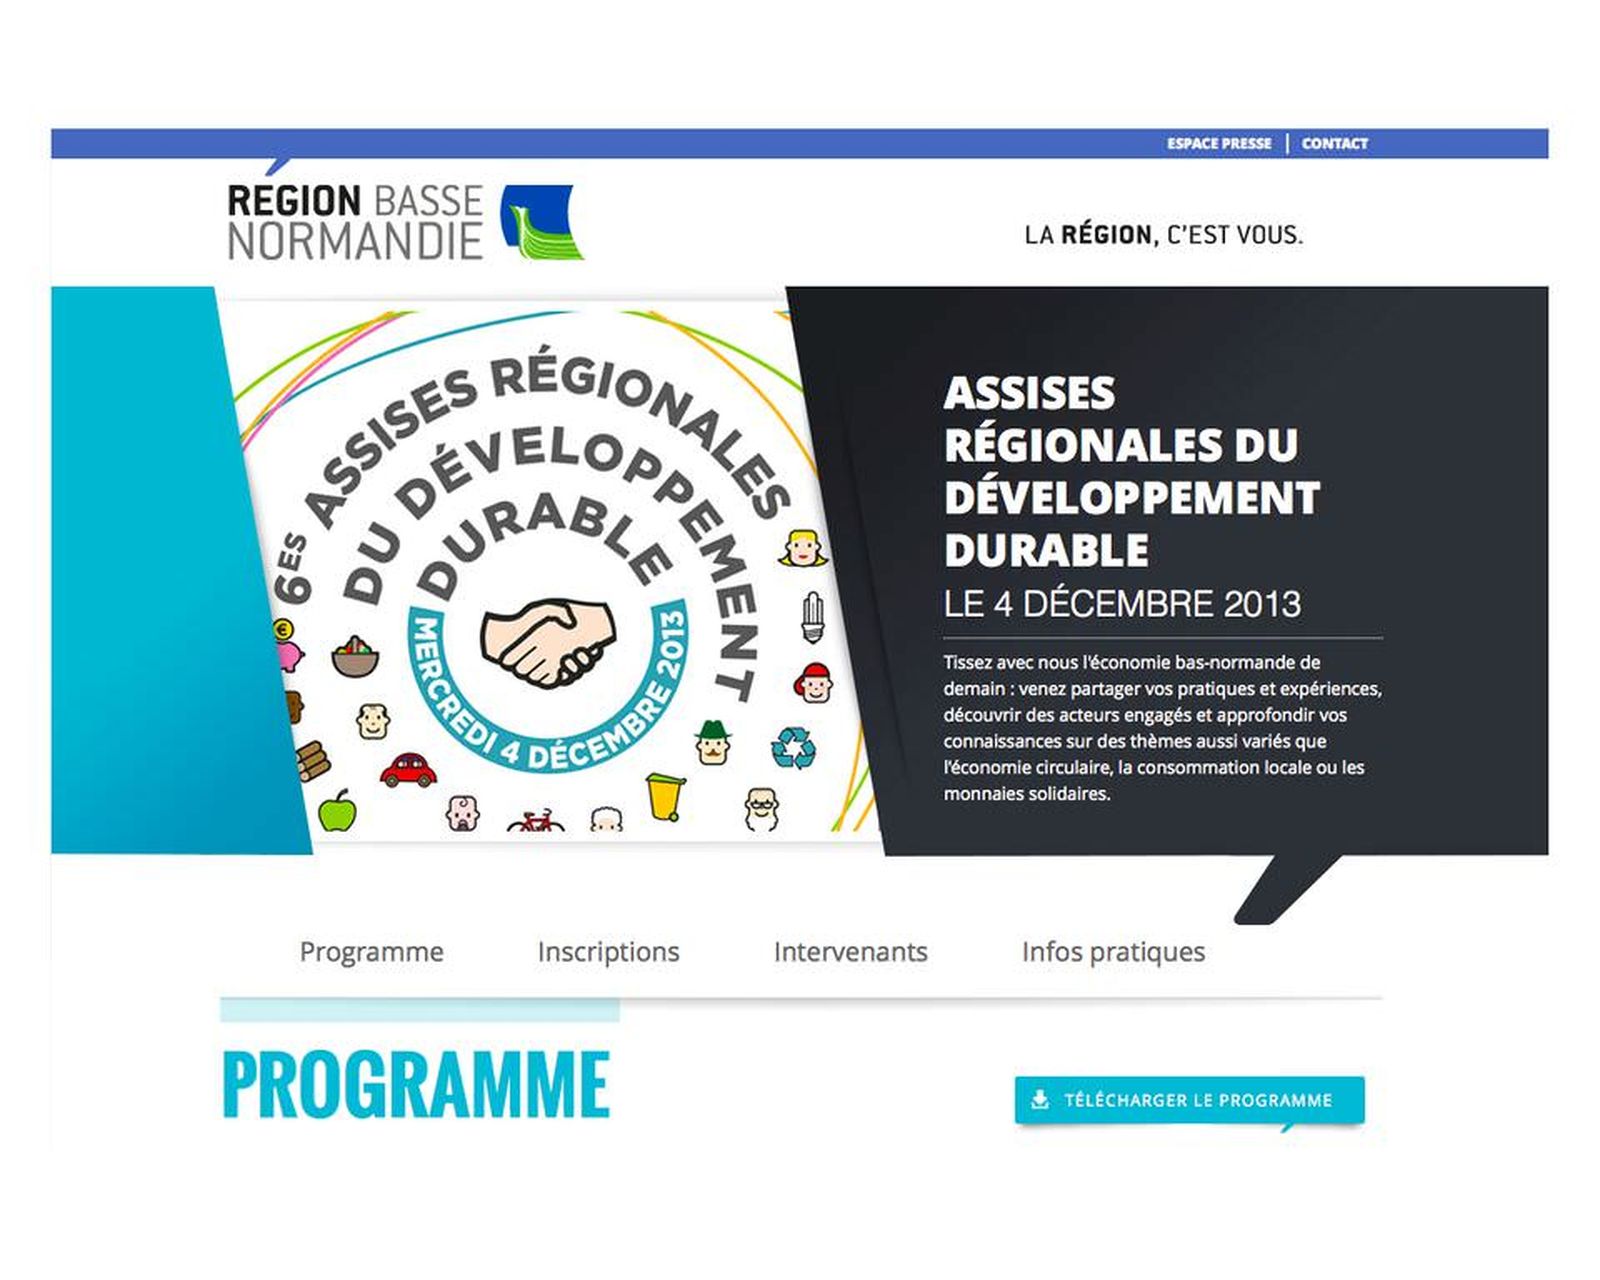 ESPACE PRESSE | CONTACT
RÉGION BASSE
NORMANDIE
LA RÉGION, C'EST VOUS.
6ES ASSISES RÉGIONALES
DU DÉVELOPPEMENT
DURABLE
MERCREDI 4 DÉCEMBRE 2013
€
ASSISES
RÉGIONALES DU
DÉVELOPPEMENT
DURABLE
LE 4 DÉCEMBRE 2013
Tissez avec nous l'économie bas-normande de
demain : venez partager vos pratiques et expériences,
découvrir des acteurs engagés et approfondir vos
connaissances sur des thèmes aussi variés que
l'économie circulaire, la consommation locale ou les
monnaies solidaires.
Programme Inscriptions Intervenants Infos pratiques
PROGRAMME
TÉLÉCHARGER LE PROGRAMME